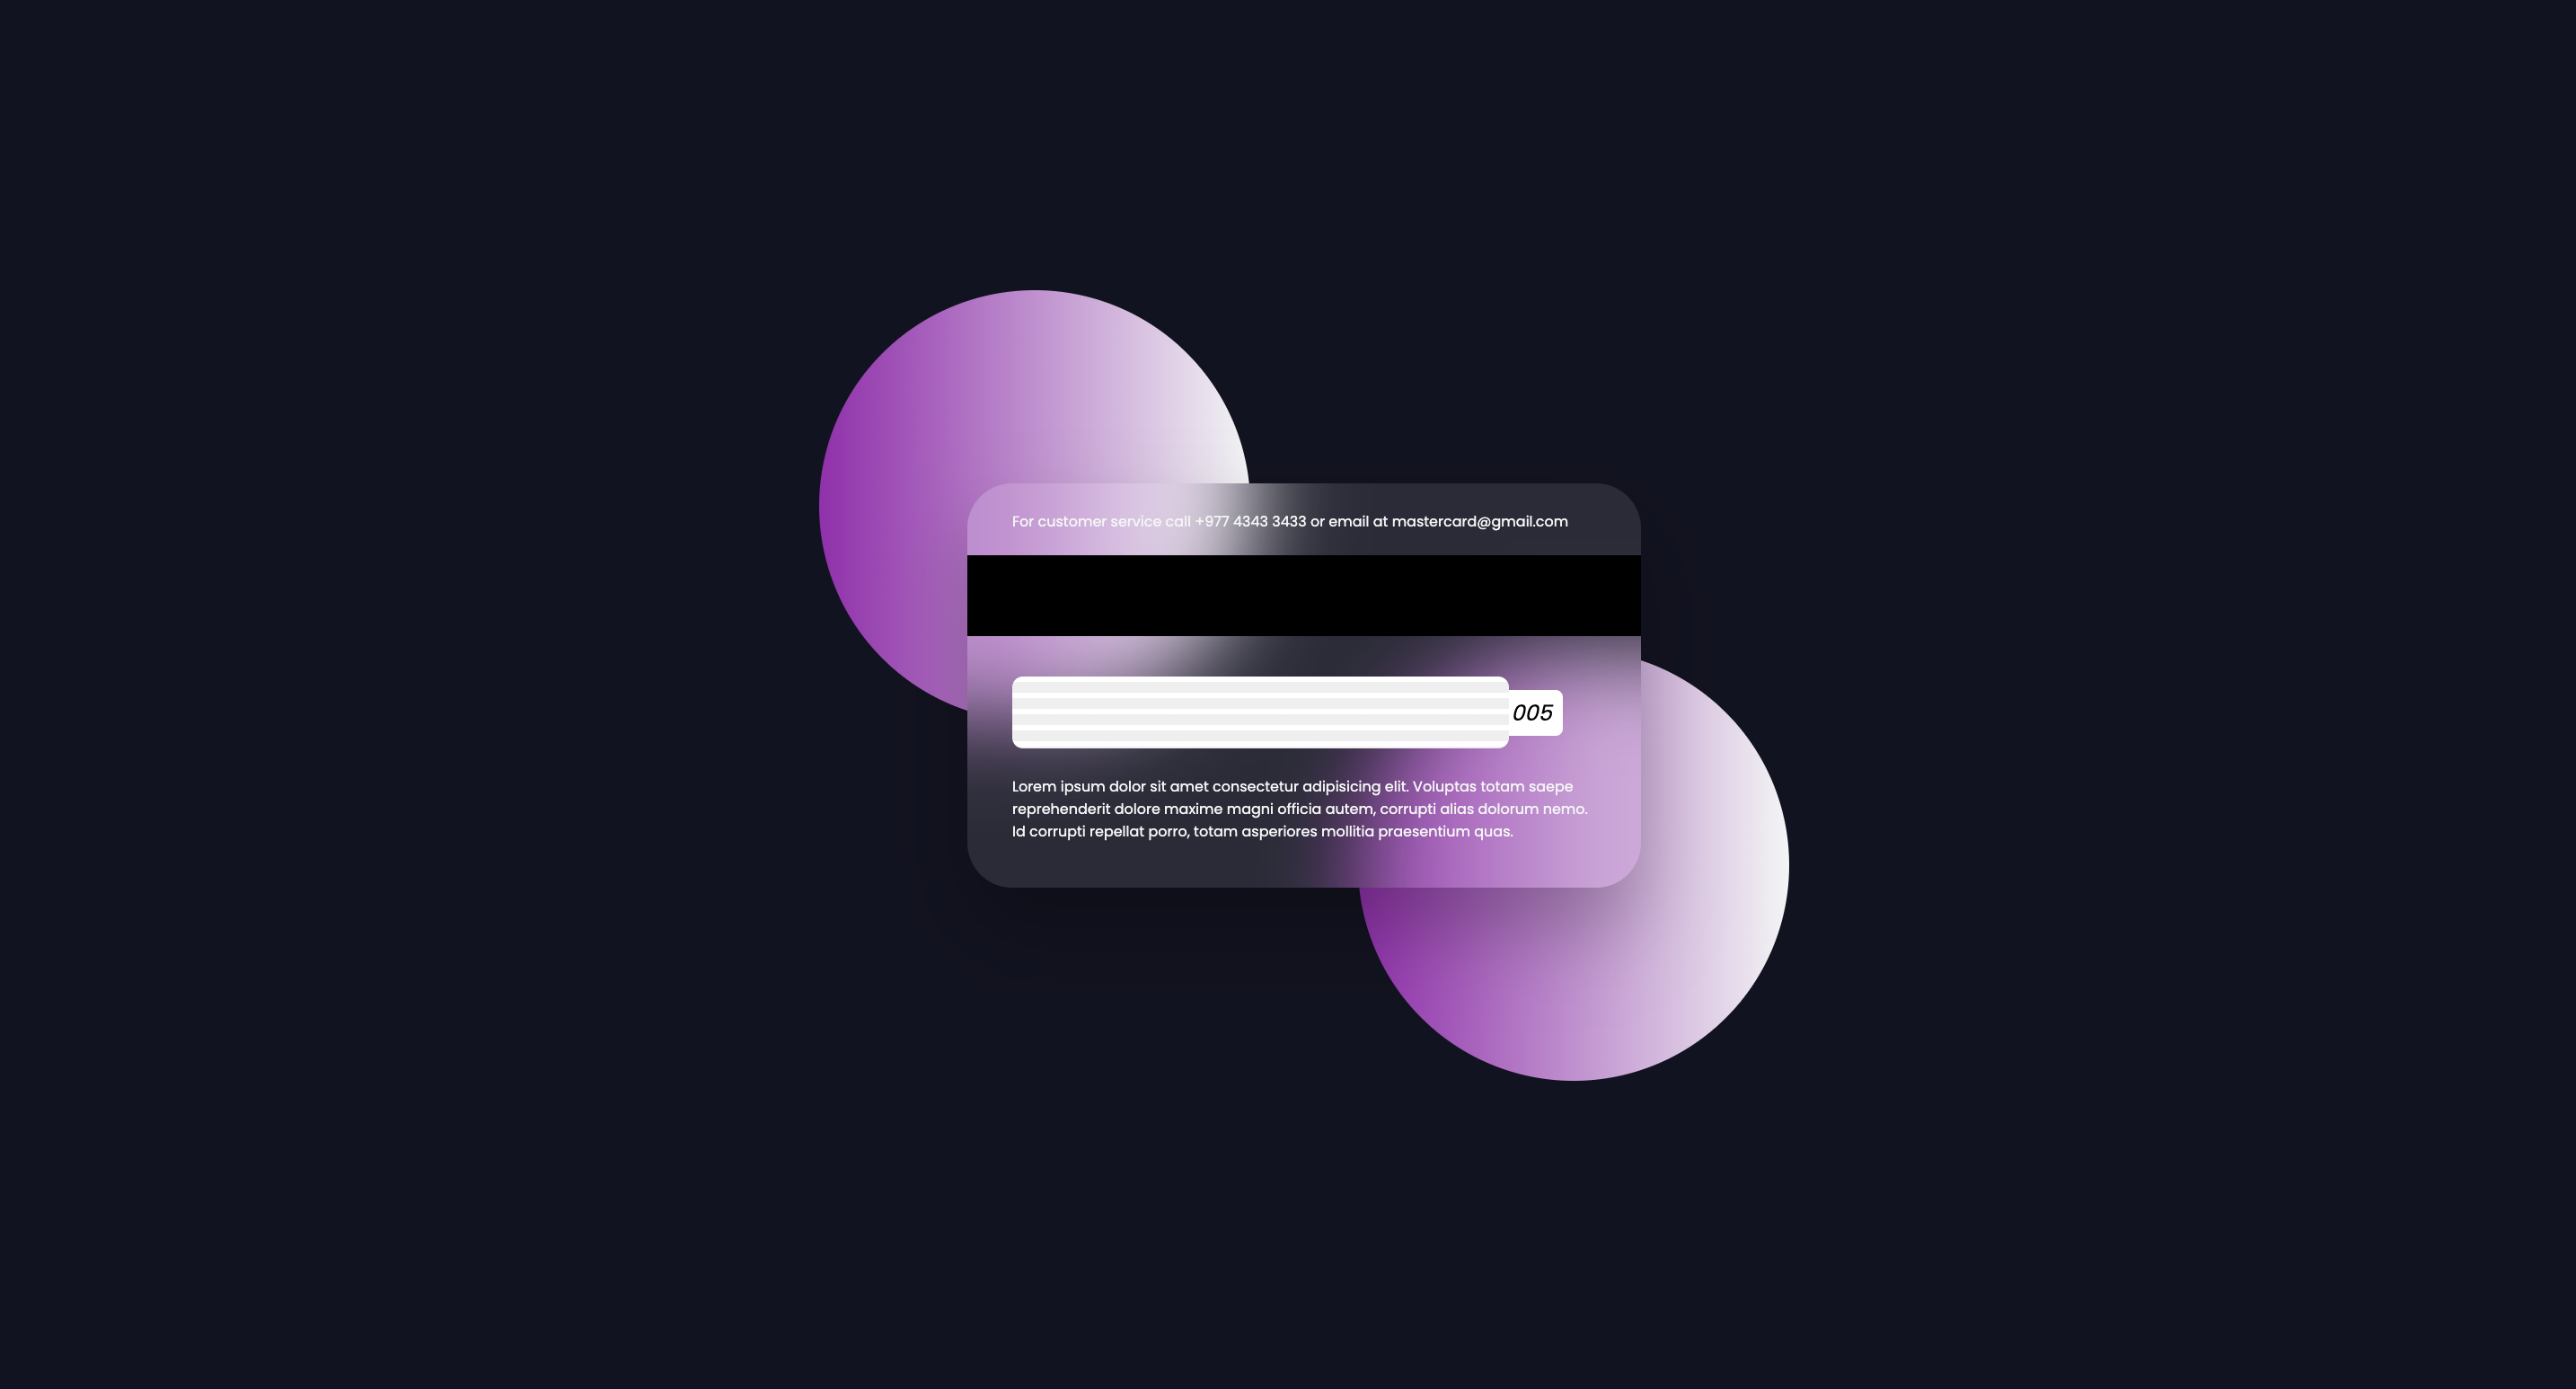 For customer service call +977 4343 3433 or email at mastercard@gmail.com
005
Lorem ipsum dolor sit amet consectetur adipisicing elit. Voluptas totam saepe
reprehenderit dolore maxime magni officia autem, corrupti alias dolorum nemo.
Id corrupti repellat porro, totam asperiores mollitia praesentium quas.